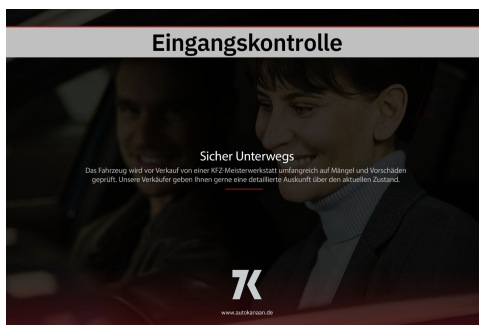 Eingangskontrolle
Sicher Unterwegs
Das Fahrzeug wird vor Verkauf von einer KFZ-Meisterwerkstatt umfangreich auf Mängel und Vorschäden
geprüft. Unsere Verkäufer geben Ihnen gerne eine detaillierte Auskunft über den aktuellen Zustand.
7K
www.autokanaan.de